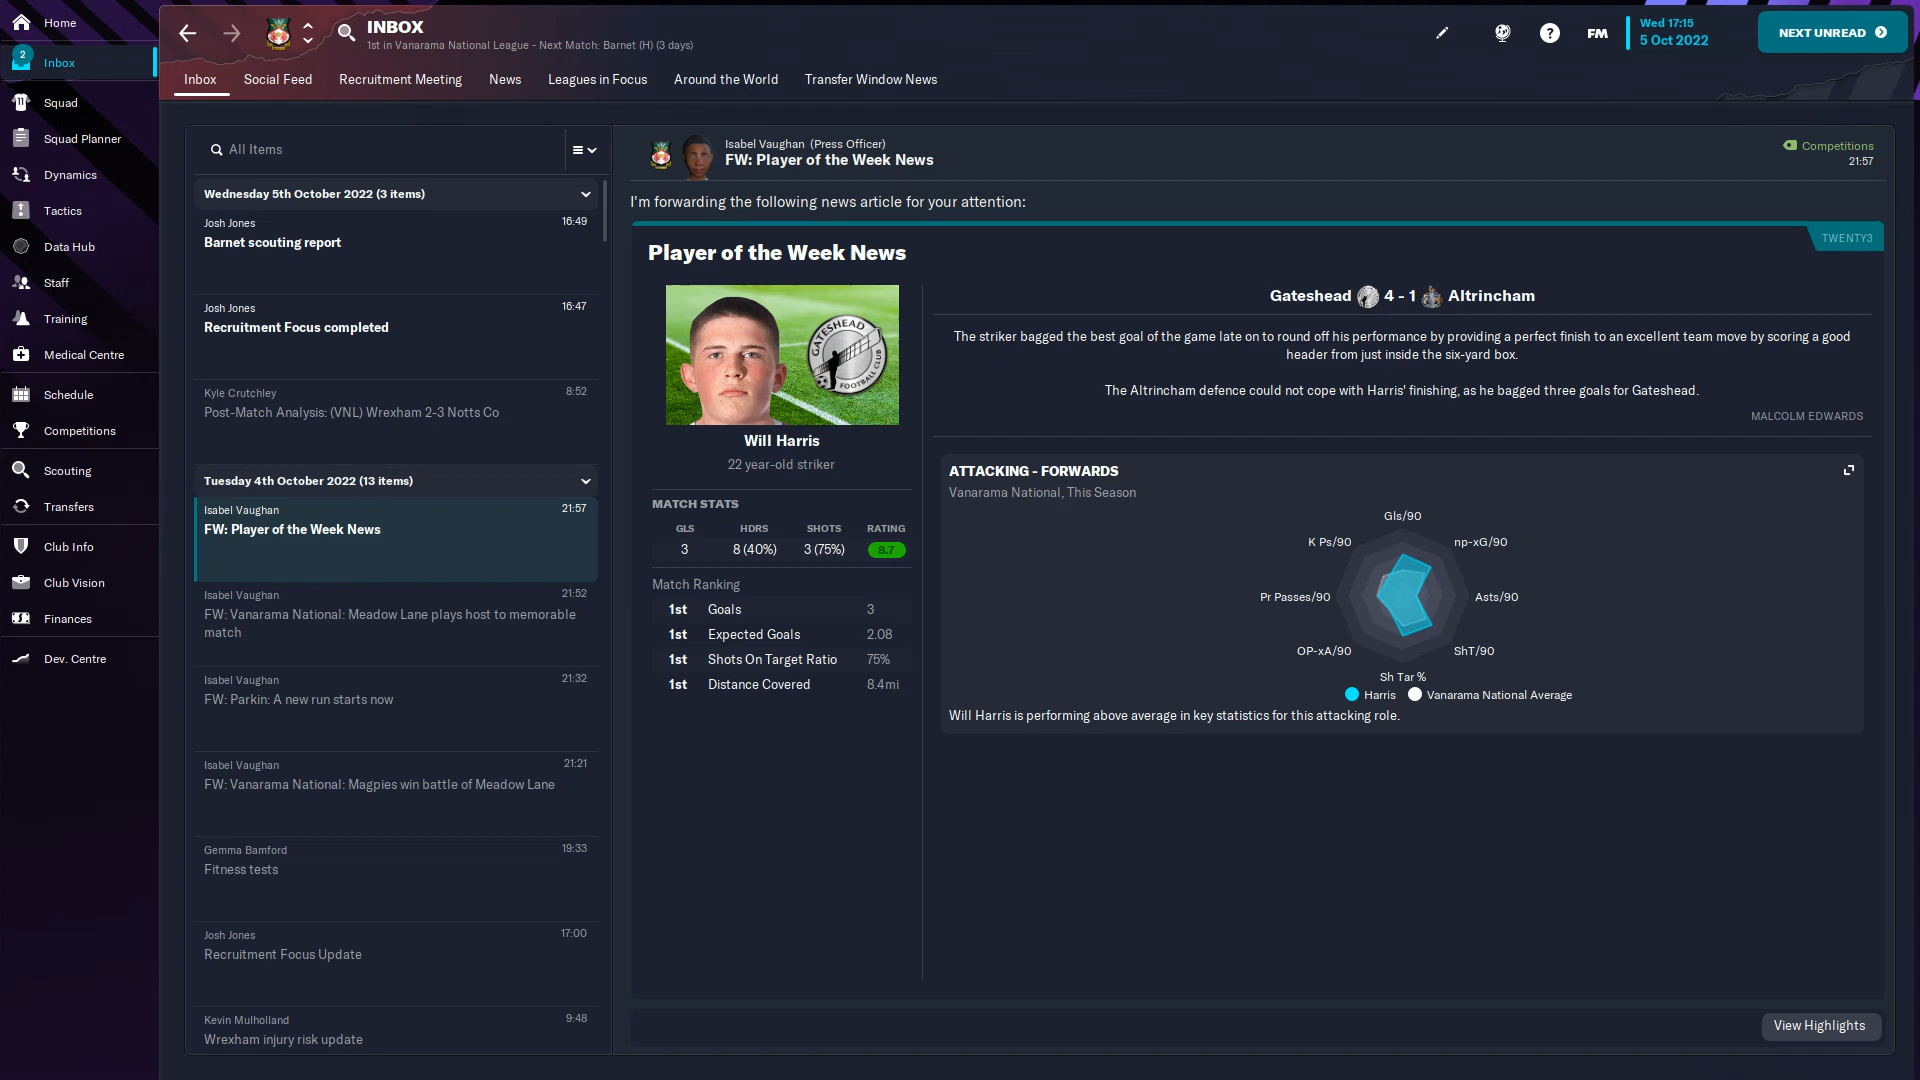 Home
2
Inbox
Squad
Squad Planner
Dynamics
Tactics
Data Hub
Staff
Training
Medical Centre
Schedule
Competitions
Scouting
Transfers
Club Info
Club Vision
Finances
Dev. Centre
INBOX
1st in Vanarama National League - Next Match: Barnet (H) (3 days)
FM
Wed 17:15
5 Oct 2022
NEXT UNREAD
Inbox
Social Feed
Recruitment Meeting
News
Leagues in Focus
Around the World
Transfer Window News
All Items
Wednesday 5th October 2022 (3 items)
Josh Jones 16:49
Barnet scouting report
Josh Jones 16:47
Recruitment Focus completed
Kyle Crutchley 8:52
Post-Match Analysis: (VNL) Wrexham 2-3 Notts Co
Tuesday 4th October 2022 (13 items)
Isabel Vaughan 21:57
FW: Player of the Week News
Isabel Vaughan 21:52
FW: Vanarama National: Meadow Lane plays host to memorable
match
Isabel Vaughan 21:32
FW: Parkin: A new run starts now
Isabel Vaughan 21:21
FW: Vanarama National: Magpies win battle of Meadow Lane
Gemma Bamford 19:33
Fitness tests
Josh Jones 17:00
Recruitment Focus Update
Kevin Mulholland 9:48
Wrexham injury risk update
Isabel Vaughan (Press Officer)
FW: Player of the Week News
Competitions
21:57
I'm forwarding the following news article for your attention:
Player of the Week News
TWENTY3
GATESHEAD
FOOTBALL CLUB
Will Harris
22 year-old striker
MATCH STATS
GLS HDRS SHOTS RATING
3 8 (40%) 3 (75%) 8.7
Match Ranking
1st Goals 3
1st Expected Goals 2.08
1st Shots On Target Ratio 75%
1st Distance Covered 8.4mi
Gateshead 4 - 1 Altrincham
The striker bagged the best goal of the game late on to round off his performance by providing a perfect finish to an excellent team move by scoring a good
header from just inside the six-yard box.
The Altrincham defence could not cope with Harris' finishing, as he bagged three goals for Gateshead.
MALCOLM EDWARDS
ATTACKING - FORWARDS
Vanarama National, This Season
Gls/90
K Ps/90
np-xG/90
Pr Passes/90
Asts/90
OP-xA/90
ShT/90
Sh Tar %
Harris
Vanarama National Average
Will Harris is performing above average in key statistics for this attacking role.
View Highlights